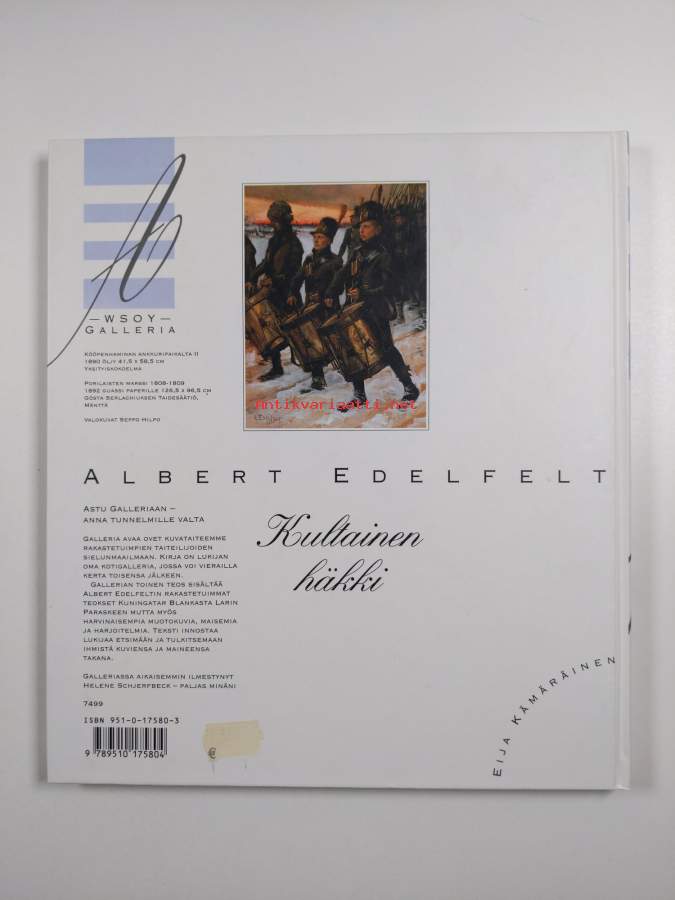 — WSOY —
GALLERIA
KÖÖPENHAMINAN ANKKURIPAIKALTA II
1890 ÖLJY 41,5 X 58,5 CM
YKSITYISKOKOELMA
PORILAISTEN MARSSI 1808-1809
1892 GUASSI PAPERILLE 126,5 X 96,5 CM
GÖSTA SERLACHIUKSEN TAIDESÄÄTIÖ,
MÄNTTÄ
VALOKUVAT SEPPO HILPO
antikvariaatti.net
ALBERT EDELFELT
Kultainen
häkki
ASTU GALLERIAAN –
ANNA TUNNELMILLE VALTA
GALLERIA AVAA OVET KUVATAITEEMME
RAKASTETUIMPIEN TAITEILIJOIDEN
SIELUNMAAILMAAN. KIRJA ON LUKIJAN
OMA KOTIGALLERIA, JOSSA VOI VIERAILLA
KERTA TOISENSA JÄLKEEN.
GALLERIAN TOINEN TEOS SISÄLTÄÄ
ALBERT EDELFELTIN RAKASTETUIMMAT
TEOKSET KUNINGATAR BLANKASTA LARIN
PARASKEEN MUTTA MYÖS
HARVINAISEMPIA MUOTOKUVIA, MAISEMIA
JA HARJOITELMIA. TEKSTI INNOSTAA
LUKIJAA ETSIMÄÄN JA TULKITSEMAAN
IHMISTÄ KUVIENSA JA MAINEENSA
TAKANA.
GALLERIASSA AIKAISEMMIN ILMESTYNYT
HELENE SCHJERFBECK – PALJAS MINÄNI
7499
ISBN 951-0-17580-3
9 789510 175804
€
EIJA KÄMÄRÄINEN